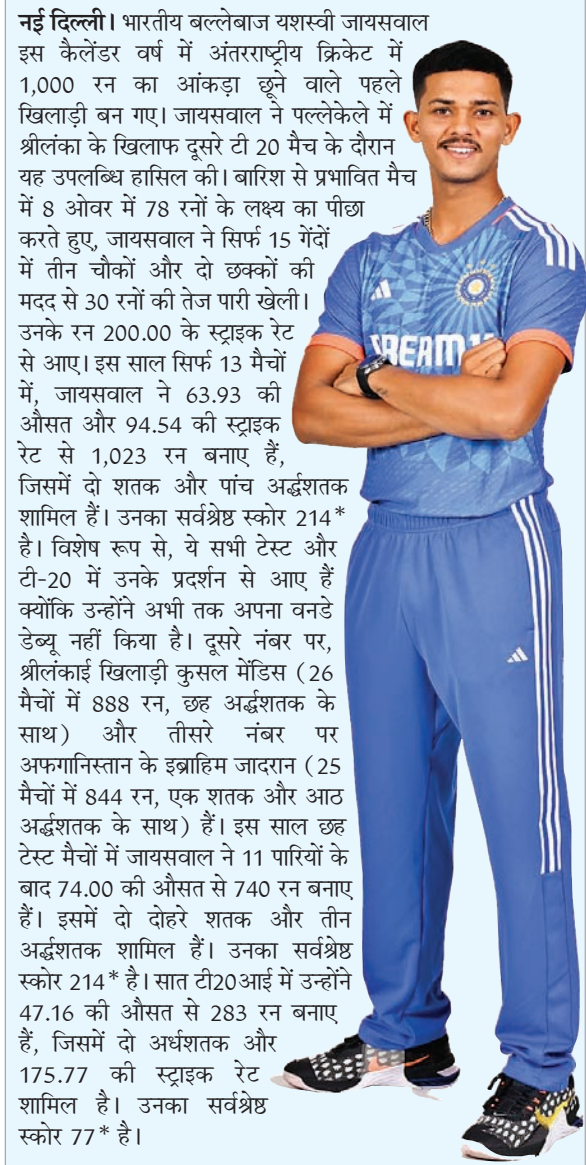 नई दिल्ली। भारतीय बल्लेबाज यशस्वी जायसवाल
इस कैलेंडर वर्ष में अंतरराष्ट्रीय क्रिकेट में
1,000 रन का आंकड़ा छूने वाले पहले
खिलाड़ी बन गए। जायसवाल ने पल्लेकेले में
श्रीलंका के खिलाफ दूसरे टी 20 मैच के दौरान
यह उपलब्धि हासिल की। बारिश से प्रभावित मैच
में 8 ओवर में 78 रनों के लक्ष्य का पीछा
करते हुए, जायसवाल ने सिर्फ 15 गेंदों
में तीन चौकों और दो छक्कों की
मदद से 30 रनों की तेज पारी खेली।
उनके रन 200.00 के स्ट्राइक रेट
से आए। इस साल सिर्फ 13 मैचों
में, जायसवाल ने 63.93 की
औसत और 94.54 की स्ट्राइक
रेट से 1,023 रन बनाए हैं,
जिसमें दो शतक और पांच अर्द्धशतक
शामिल हैं। उनका सर्वश्रेष्ठ स्कोर 214*
है। विशेष रूप से, ये सभी टेस्ट और
टी-20 में उनके प्रदर्शन से आए हैं
क्योंकि उन्होंने अभी तक अपना वनडे
डेब्यू नहीं किया है। दूसरे नंबर पर,
श्रीलंकाई खिलाड़ी कुसल मेंडिस (26
मैचों में 888 रन, छह अर्द्धशतक के
साथ) और तीसरे नंबर पर
अफगानिस्तान के इब्राहिम जादरान (25
मैचों में 844 रन, एक शतक और आठ
अर्द्धशतक के साथ) हैं। इस साल छह
टेस्ट मैचों में जायसवाल ने 11 पारियों के
बाद 74.00 की औसत से 740 रन बनाए
हैं। इसमें दो दोहरे शतक और तीन
अर्द्धशतक शामिल हैं। उनका सर्वश्रेष्ठ
स्कोर 214* है। सात टी20आई में उन्होंने
47.16 की औसत से 283 रन बनाए
हैं, जिसमें दो अर्धशतक और
175.77 की स्ट्राइक रेट
शामिल है। उनका सर्वश्रेष्ठ
स्कोर 77* है।